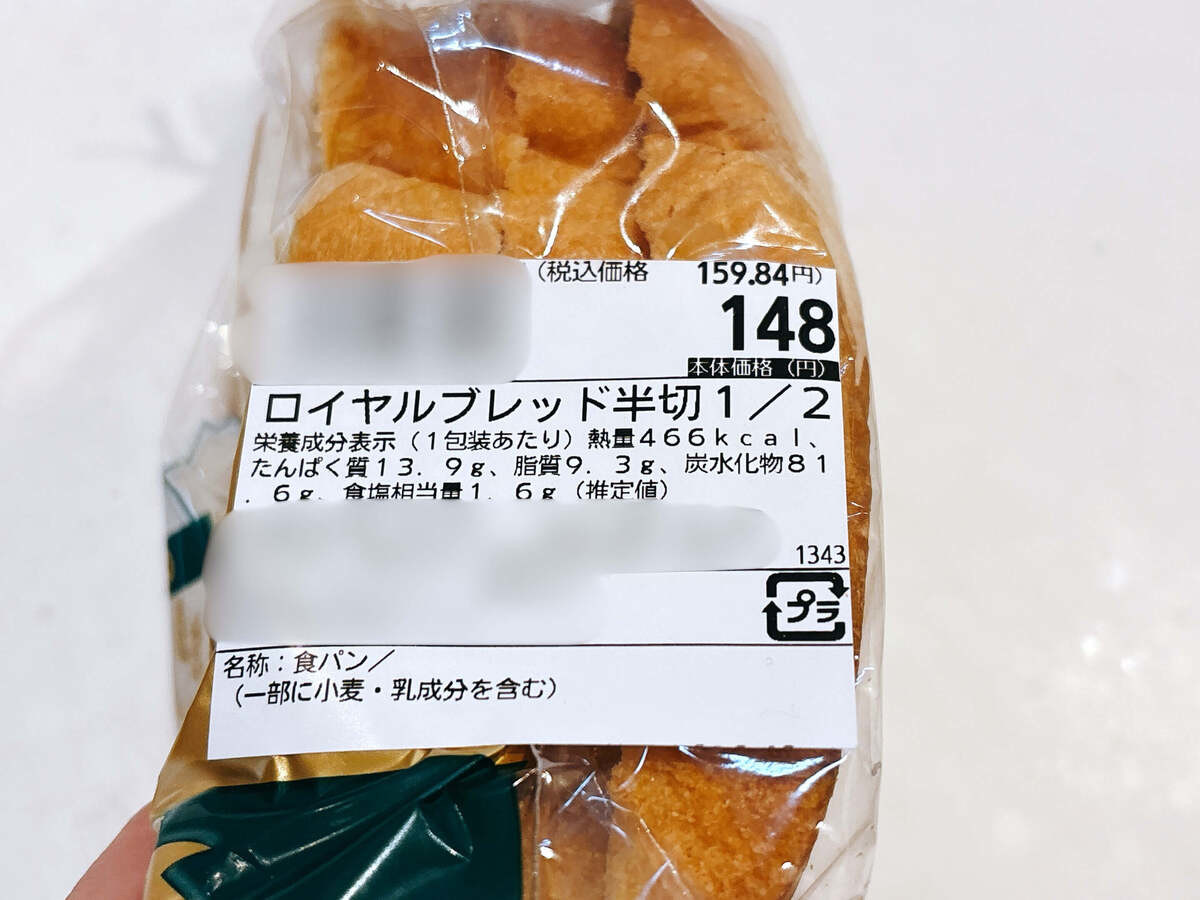 (税込価格 159.84円)
148
本体価格 (円)
ロイヤルブレッド半切1／2
栄養成分表示（1包装あたり）熱量466kcal、
たんぱく質13．9g、脂質9．3g、炭水化物81
．6g、食塩相当量1．6g（推定値）
1343
プラ
名称：食パン／
（一部に小麦・乳成分を含む）